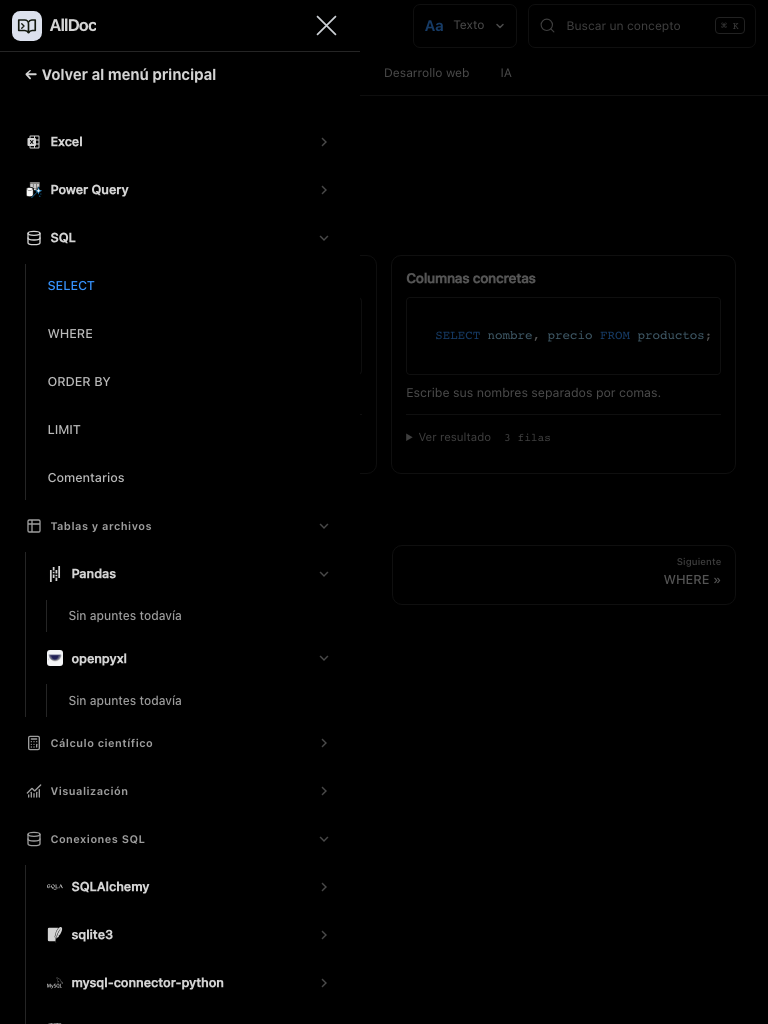 AllDoc
Aa Texto
Buscar un concepto
⌘ K
← Volver al menú principal
Desarrollo web
IA
Excel
Power Query
SQL
SELECT
WHERE
ORDER BY
LIMIT
Comentarios
Tablas y archivos
Pandas
Sin apuntes todavía
openpyxl
Sin apuntes todavía
Cálculo científico
Visualización
Conexiones SQL
SQLAlchemy
sqlite3
MySQL
mysql-connector-python
Columnas concretas
SELECT nombre, precio FROM productos;
Escribe sus nombres separados por comas.
Ver resultado 3 filas
Siguiente
WHERE »